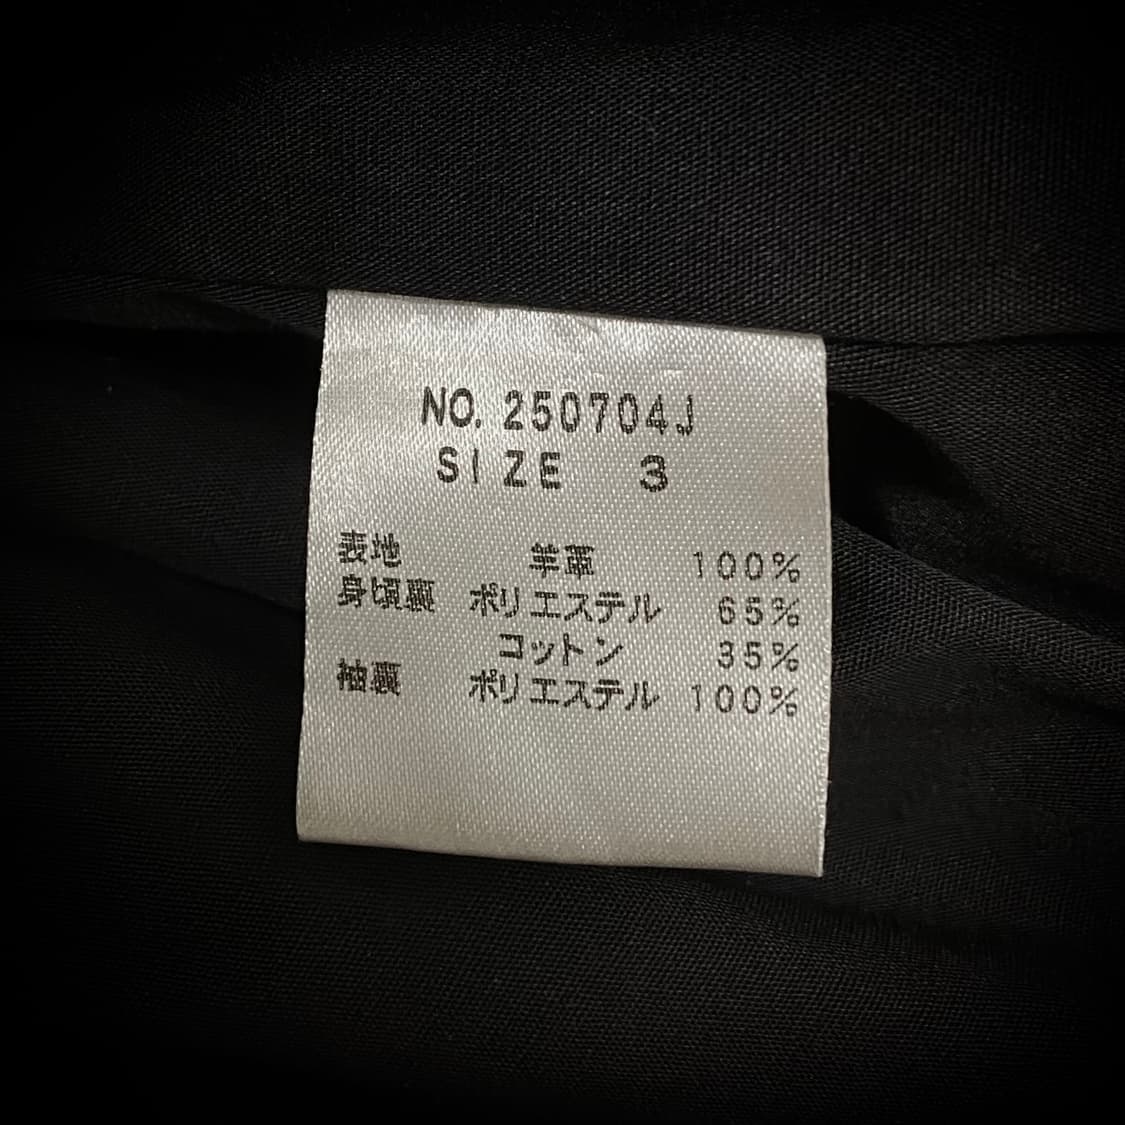 NO. 250704J
SIZE 3
表地 羊革 100%
身頃裏 ポリエステル 65%
コットン 35%
袖裏 ポリエステル 100%